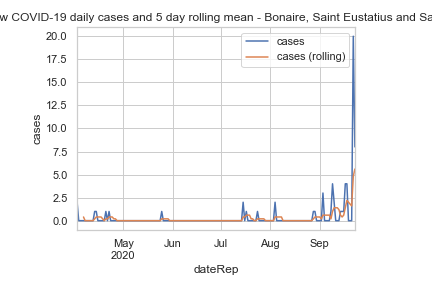 w COVID-19 daily cases and 5 day rolling mean - Bonaire, Saint Eustatius and Sa
cases
cases (rolling)
20.0
17.5
15.0
12.5
10.0
7.5
5.0
2.5
0.0
cases
May
2020
Jun
Jul
Aug
Sep
dateRep